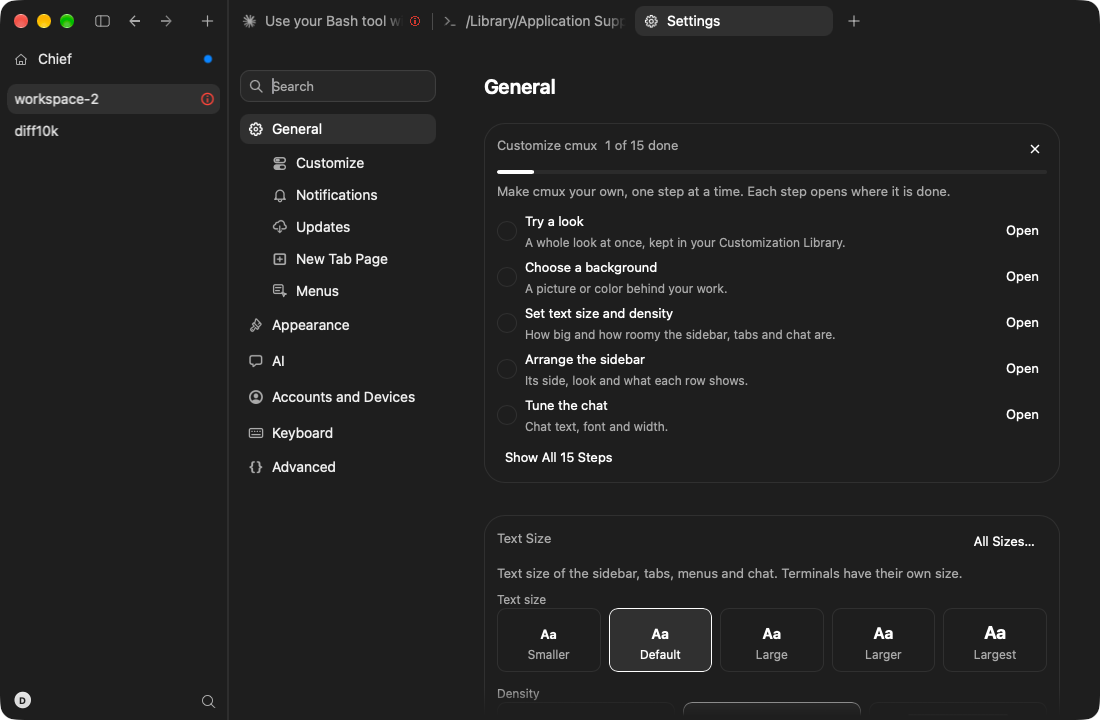 Chief
workspace-2
diff10k
D
Use your Bash tool
/Library/Application Supp
Settings
Search
General
Customize
Notifications
Updates
New Tab Page
Menus
Appearance
AI
Accounts and Devices
Keyboard
Advanced
General
Customize cmux 1 of 15 done
Make cmux your own, one step at a time. Each step opens where it is done.
Try a look
A whole look at once, kept in your Customization Library.
Open
Choose a background
A picture or color behind your work.
Open
Set text size and density
How big and how roomy the sidebar, tabs and chat are.
Open
Arrange the sidebar
Its side, look and what each row shows.
Open
Tune the chat
Chat text, font and width.
Open
Show All 15 Steps
Text Size
All Sizes...
Text size of the sidebar, tabs, menus and chat. Terminals have their own size.
Text size
Aa
Smaller
Aa
Default
Aa
Large
Aa
Larger
Aa
Largest
Density